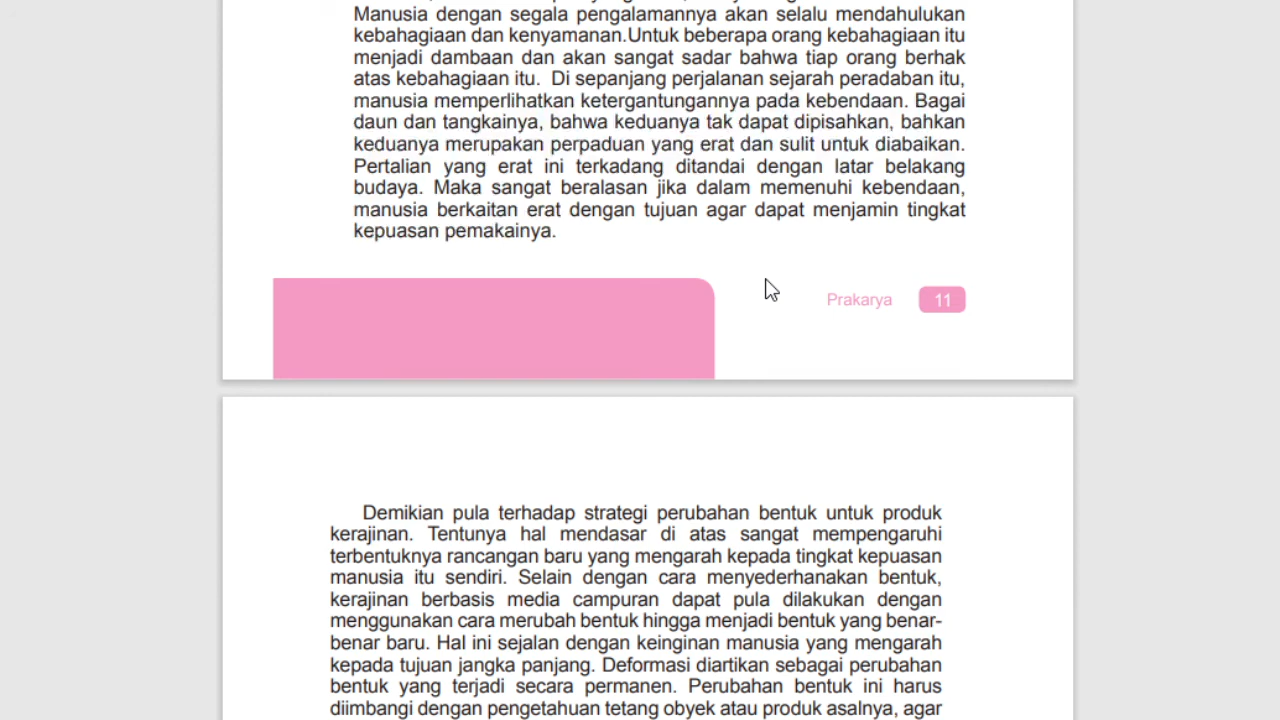 Manusia dengan segala pengalamannya akan selalu mendahulukan
kebahagiaan dan kenyamanan.Untuk beberapa orang kebahagiaan itu
menjadi dambaan dan akan sangat sadar bahwa tiap orang berhak
atas kebahagiaan itu.  Di sepanjang perjalanan sejarah peradaban itu,
manusia memperlihatkan ketergantungannya pada kebendaan. Bagai
daun dan tangkainya, bahwa keduanya tak dapat dipisahkan, bahkan
keduanya merupakan perpaduan yang erat dan sulit untuk diabaikan.
Pertalian yang erat ini terkadang ditandai dengan latar belakang
budaya. Maka sangat beralasan jika dalam memenuhi kebendaan,
manusia berkaitan erat dengan tujuan agar dapat menjamin tingkat
kepuasan pemakainya.
Prakarya 11
Demikian pula terhadap strategi perubahan bentuk untuk produk
kerajinan. Tentunya hal mendasar di atas sangat mempengaruhi
terbentuknya rancangan baru yang mengarah kepada tingkat kepuasan
manusia itu sendiri. Selain dengan cara menyederhanakan bentuk,
kerajinan berbasis media campuran dapat pula dilakukan dengan
menggunakan cara merubah bentuk hingga menjadi bentuk yang benar-
benar baru. Hal ini sejalan dengan keinginan manusia yang mengarah
kepada tujuan jangka panjang. Deformasi diartikan sebagai perubahan
bentuk yang terjadi secara permanen. Perubahan bentuk ini harus
diimbangi dengan pengetahuan tetang obyek atau produk asalnya, agar